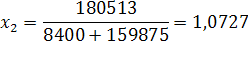 x₂ = 180513 / (8400 + 159875) = 1,0727